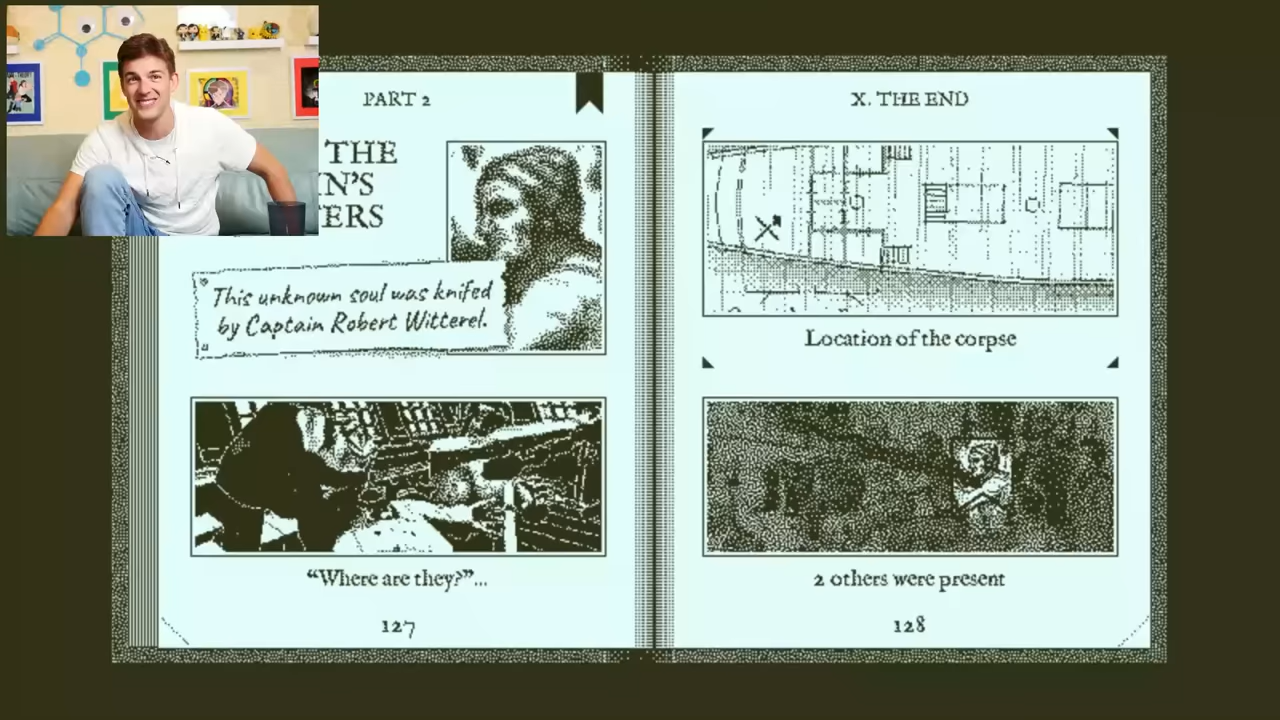 PART 2
THE
IN'S
ERS
"This unknown soul was knifed
by Captain Robert Witterel."
"Where are they?"...
127
X. THE END
Location of the corpse
2 others were present
128